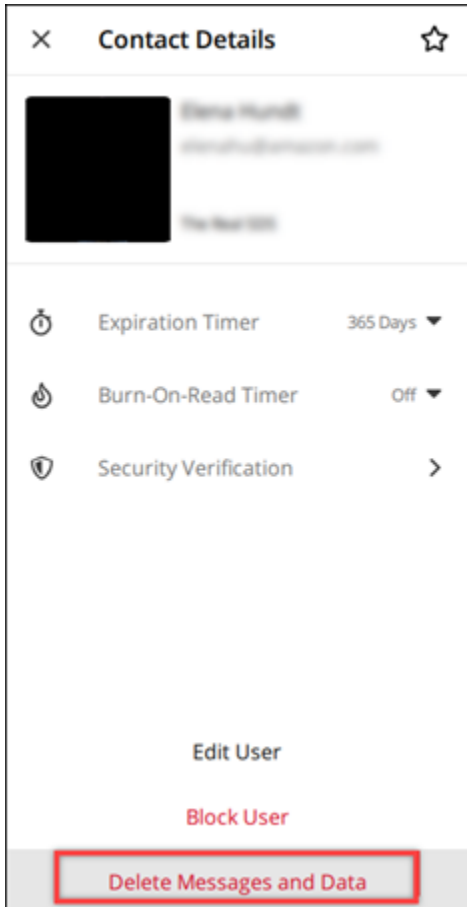 Contact Details
Expiration Timer 365 Days
Burn-On-Read Timer Off
Security Verification
Edit User
Block User
Delete Messages and Data